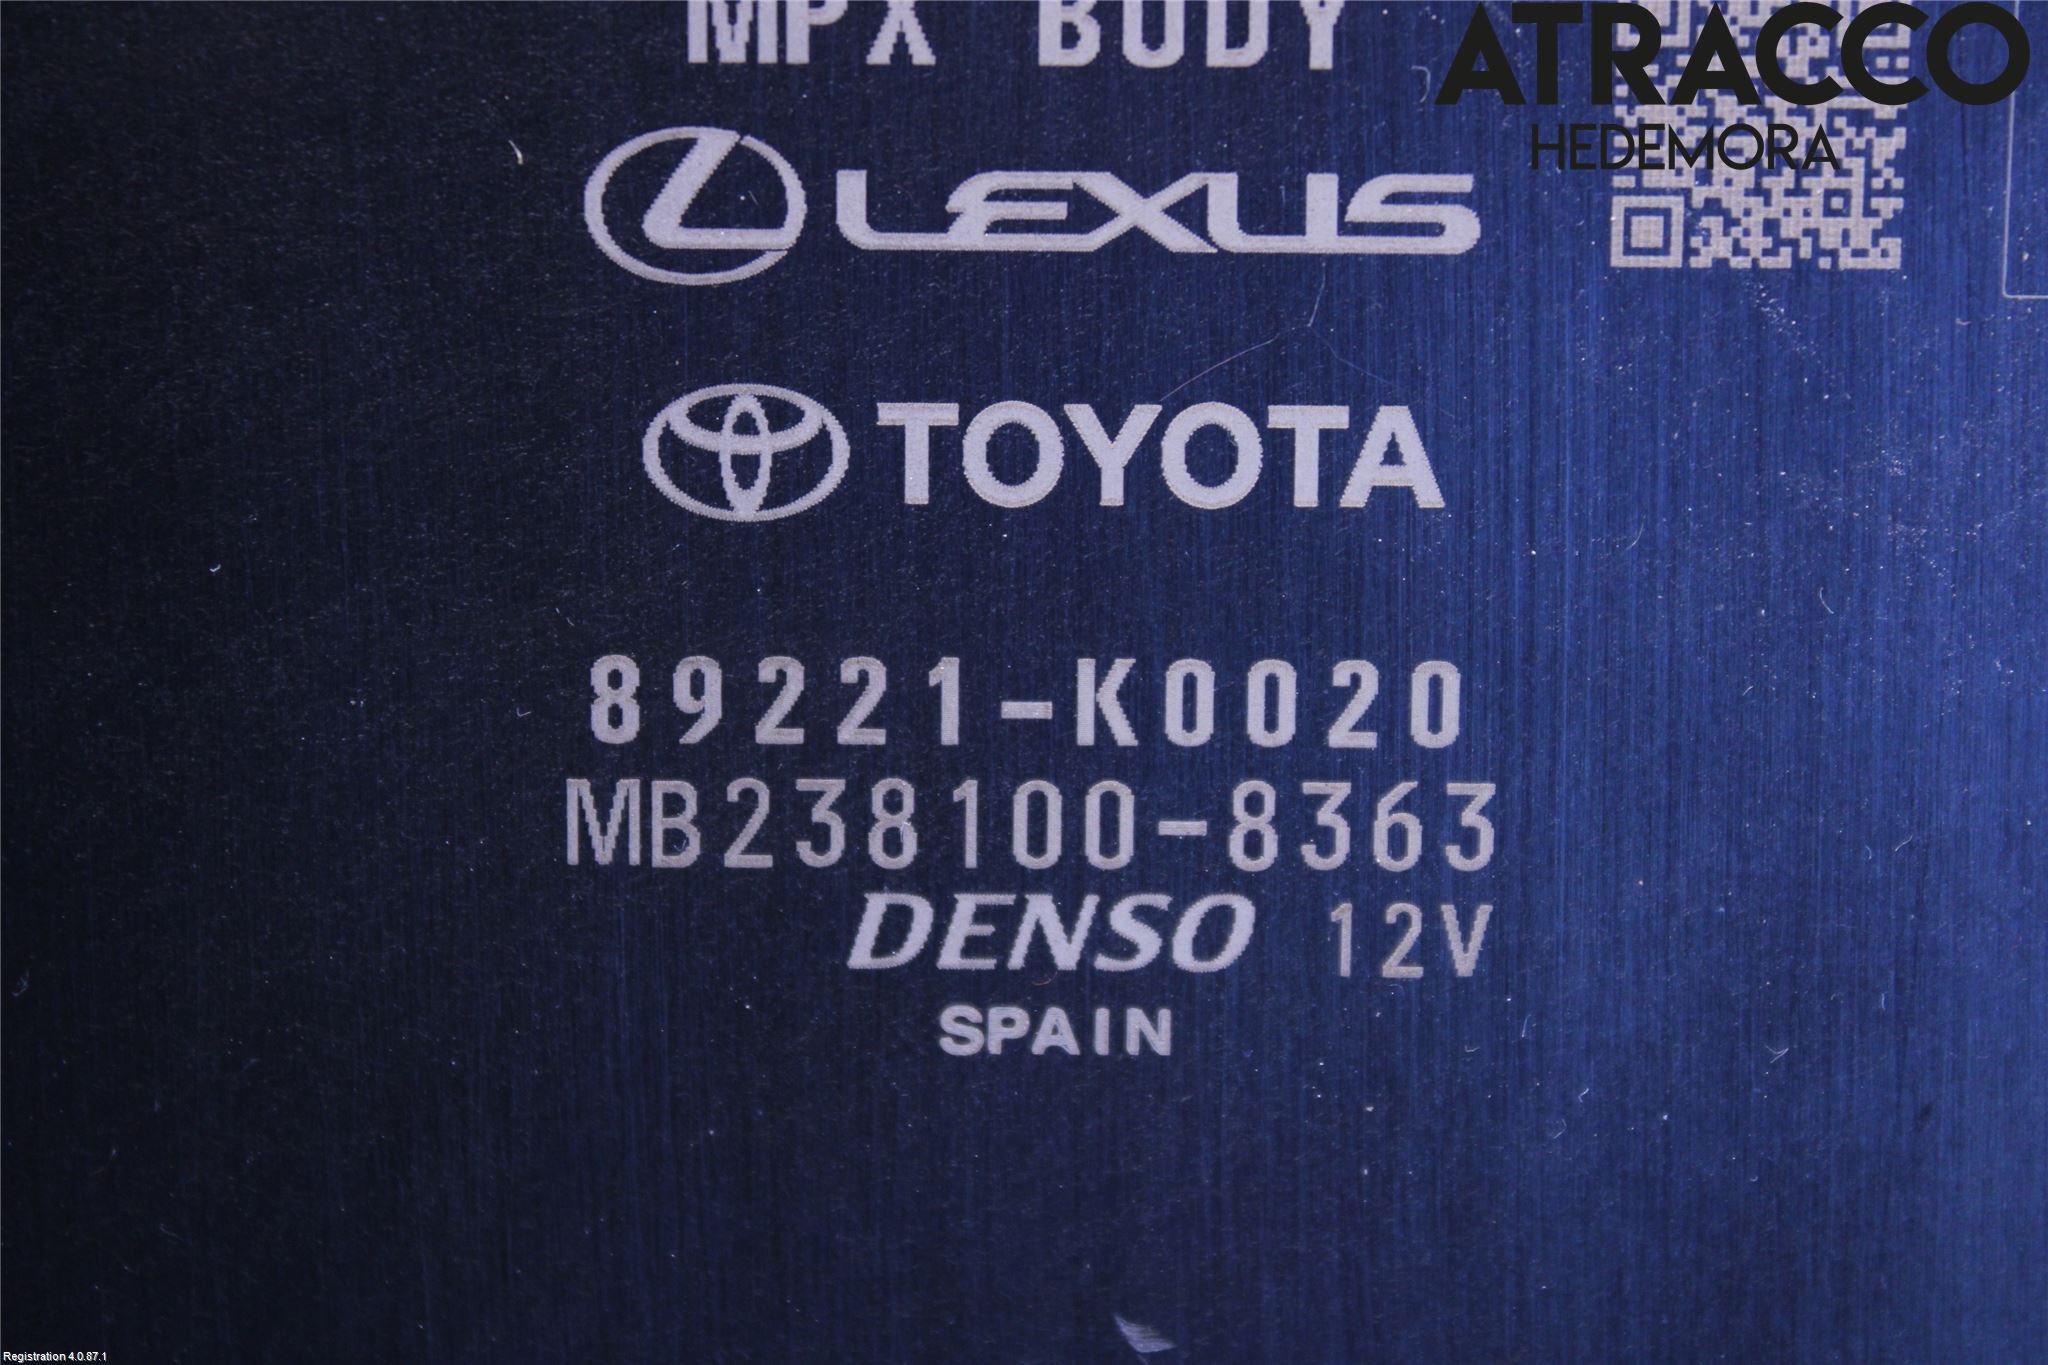 MPX BODY
ATRACCO
HEDEMORA
LEXUS
TOYOTA
89221-K0020
MB238100-8363
DENSO 12V
SPAIN
Registration 4.0.87.1